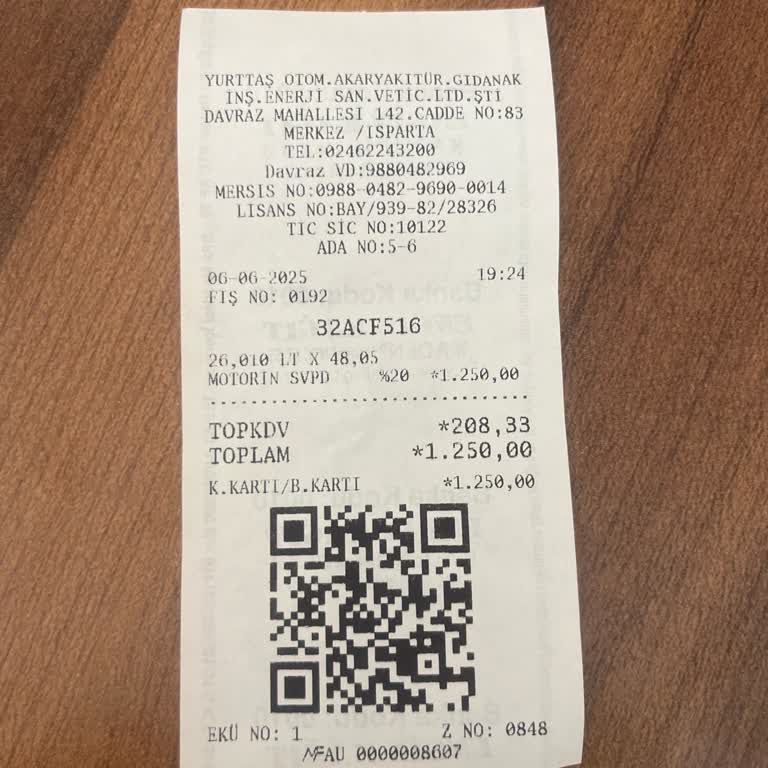 YURTTAŞ OTOM.AKARYAKITÜR.GIDANAK
İNŞ.ENERJİ SAN.VETİC.LTD.ŞTİ
DAVRAZ MAHALLESİ 142.CADDE NO:83
MERKEZ /ISPARTA
TEL:02462243200
Davraz VD:9880482969
MERSIS NO:0988-0482-9690-0014
LISANS NO:BAY/939-82/28326
TIC SİC NO:10122
ADA NO:5-6
06-06-2025 19:24
FIŞ NO: 0192
32ACF516
26,010 LT X 48,05
MOTORIN SVPD %20 *1.250,00
TOPKDV *208,33
TOPLAM *1.250,00
K.KARTI/B.KARTI *1.250,00
EKÜ NO: 1 Z NO: 0848
MFAU 0000008607